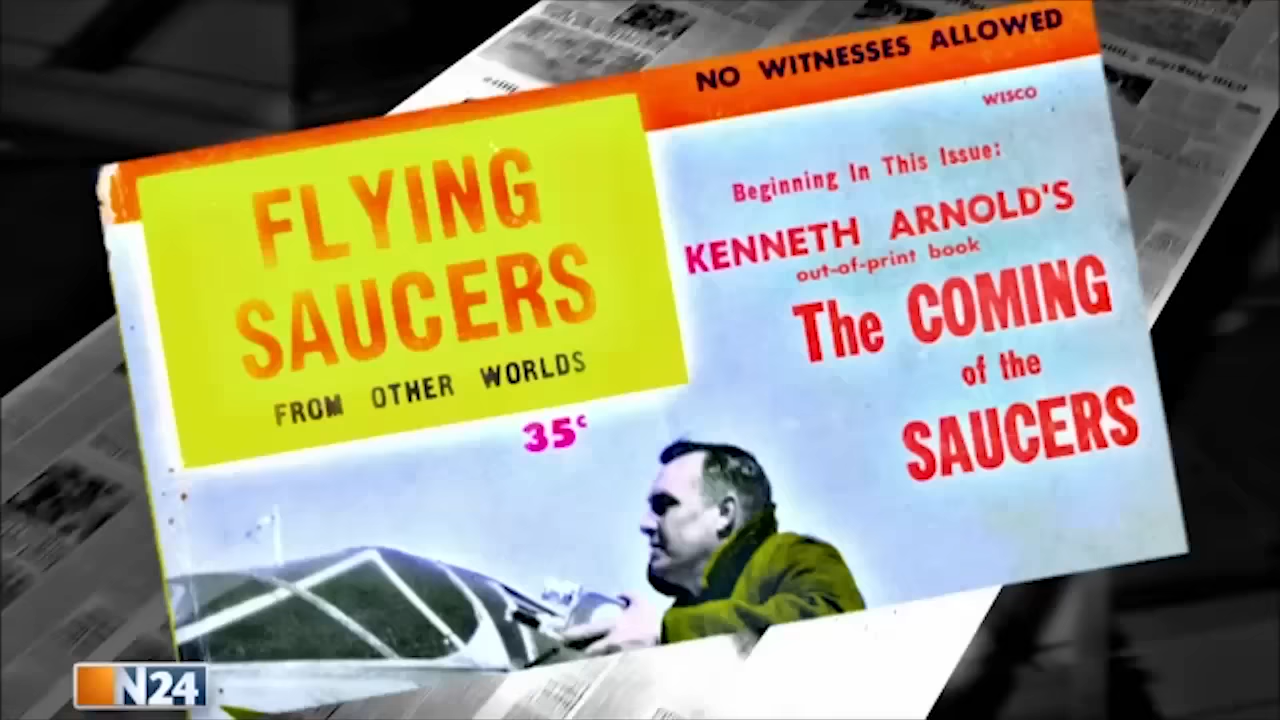 NO WITNESSES ALLOWED
WISCO
FLYING
SAUCERS
FROM OTHER WORLDS
35¢
Beginning In This Issue:
KENNETH ARNOLD'S
out-of-print book
The COMING
of the
SAUCERS
N24